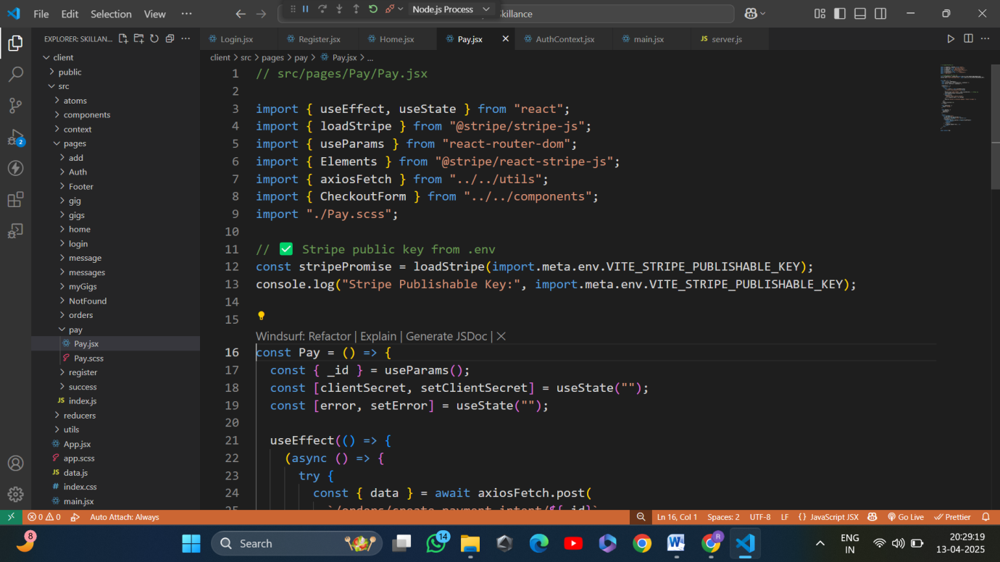 File Edit Selection View ···
Node.js Process
Skillance
EXPLORER: SKILLAN...
client
public
src
atoms
components
context
pages
add
Auth
Footer
gig
gigs
home
login
message
messages
myGigs
NotFound
orders
pay
Pay.jsx
Pay.scss
register
success
JS index.js
reducers
utils
App.jsx
app.scss
JS data.js
# index.css
main.jsx
2
Login.jsx Register.jsx Home.jsx Pay.jsx AuthContext.jsx main.jsx JS server.js
client > src > pages > pay > Pay.jsx > ...
1 // src/pages/Pay/Pay.jsx
2
3 import { useEffect, useState } from "react";
4 import { loadStripe } from "@stripe/stripe-js";
5 import { useParams } from "react-router-dom";
6 import { Elements } from "@stripe/react-stripe-js";
7 import { axiosFetch } from "../../utils";
8 import { CheckoutForm } from "../../components";
9 import "./Pay.scss";
10
11 // ✅ Stripe public key from .env
12 const stripePromise = loadStripe(import.meta.env.VITE_STRIPE_PUBLISHABLE_KEY);
13 console.log("Stripe Publishable Key:", import.meta.env.VITE_STRIPE_PUBLISHABLE_KEY);
14
15
Windsurf: Refactor | Explain | Generate JSDoc | ×
16 const Pay = () => {
17 const { _id } = useParams();
18 const [clientSecret, setClientSecret] = useState("");
19 const [error, setError] = useState("");
20
21 useEffect(() => {
22 (async () => {
23 try {
24 const { data } = await axiosFetch.post(
25 `/orders/create-payment-intent/${_id}`
0 0 Auto Attach: Always Ln 16, Col 1 Spaces: 2 UTF-8 LF {} JavaScript JSX Go Live Prettier
8 Search 14 R ENG
IN
20:29:19
13-04-2025